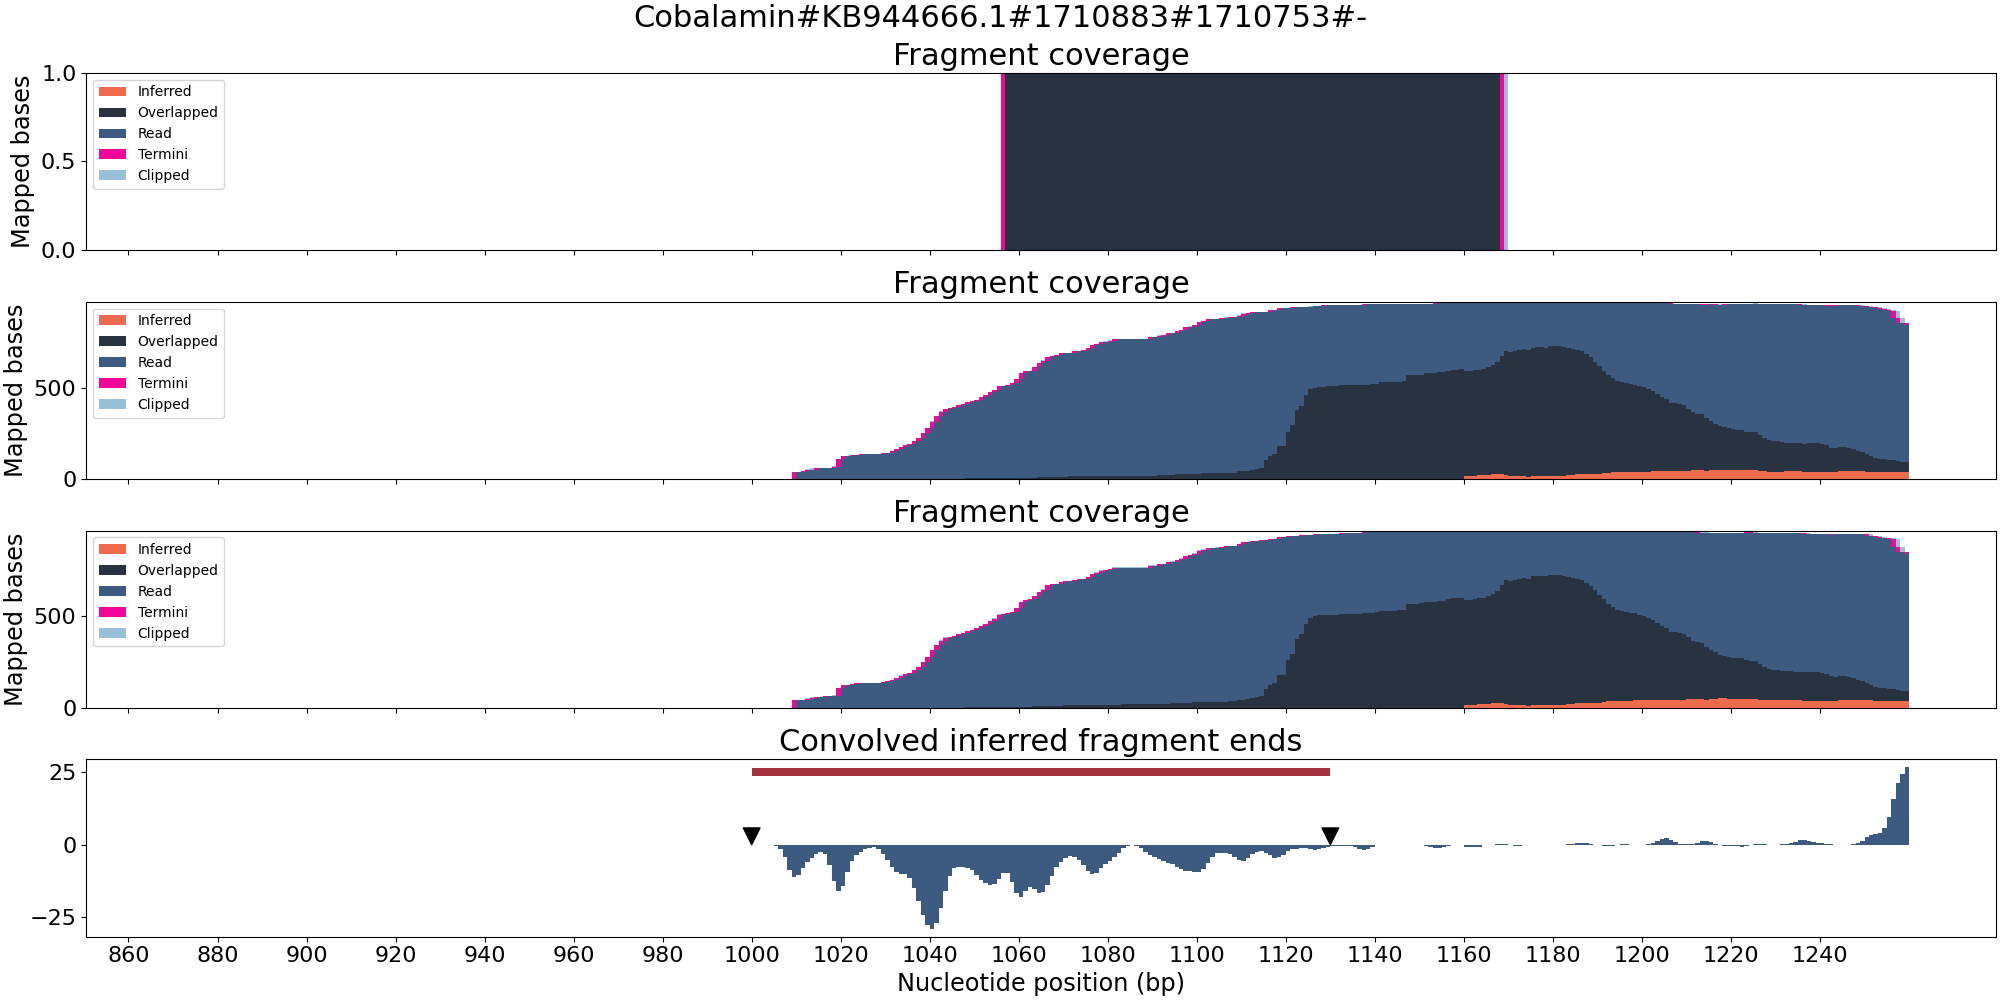 Cobalamin#KB944666.1#1710883#1710753#-
Fragment coverage
Mapped bases
1.0
0.5
0.0
Inferred
Overlapped
Read
Termini
Clipped
Fragment coverage
Mapped bases
500
0
Inferred
Overlapped
Read
Termini
Clipped
Fragment coverage
Mapped bases
500
0
Inferred
Overlapped
Read
Termini
Clipped
Convolved inferred fragment ends
25
0
−25
860 880 900 920 940 960 980 1000 1020 1040 1060 1080 1100 1120 1140 1160 1180 1200 1220 1240
Nucleotide position (bp)